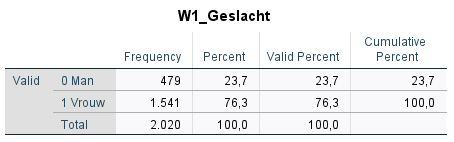 W1_Geslacht
Frequency Percent Valid Percent Cumulative Percent
Valid 0 Man 479 23,7 23,7 23,7
1 Vrouw 1.541 76,3 76,3 100,0
Total 2.020 100,0 100,0